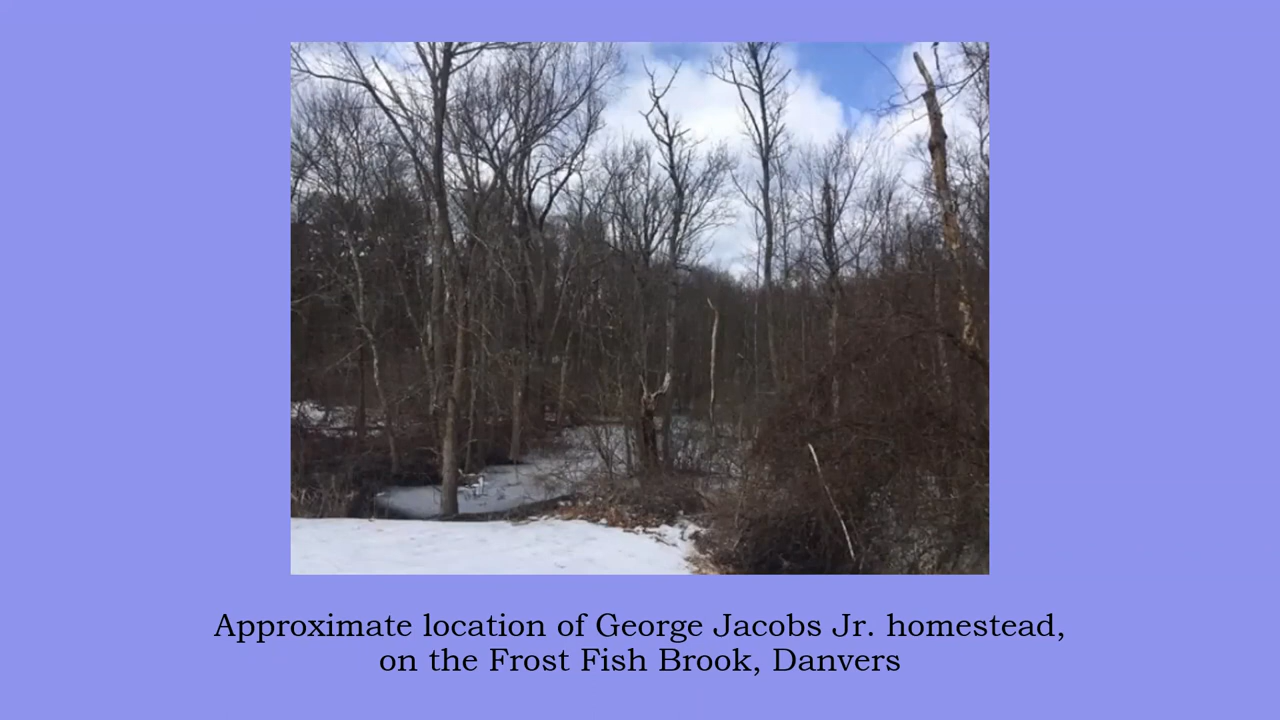 Approximate location of George Jacobs Jr. homestead,
on the Frost Fish Brook, Danvers